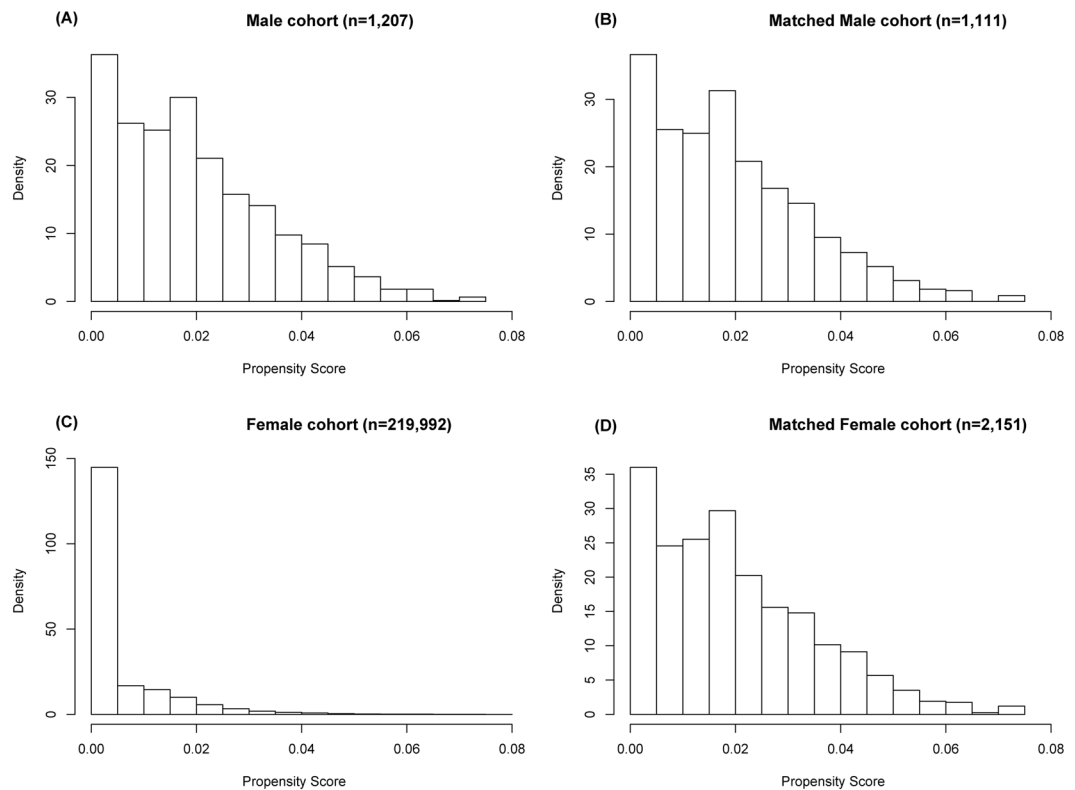 (A) Male cohort (n=1,207)
Density
30
20
10
0
0.00 0.02 0.04 0.06 0.08
Propensity Score
(B) Matched Male cohort (n=1,111)
Density
30
20
10
0
0.00 0.02 0.04 0.06 0.08
Propensity Score
(C) Female cohort (n=219,992)
Density
150
100
50
0
0.00 0.02 0.04 0.06 0.08
Propensity Score
(D) Matched Female cohort (n=2,151)
Density
35
30
25
20
15
10
5
0
0.00 0.02 0.04 0.06 0.08
Propensity Score